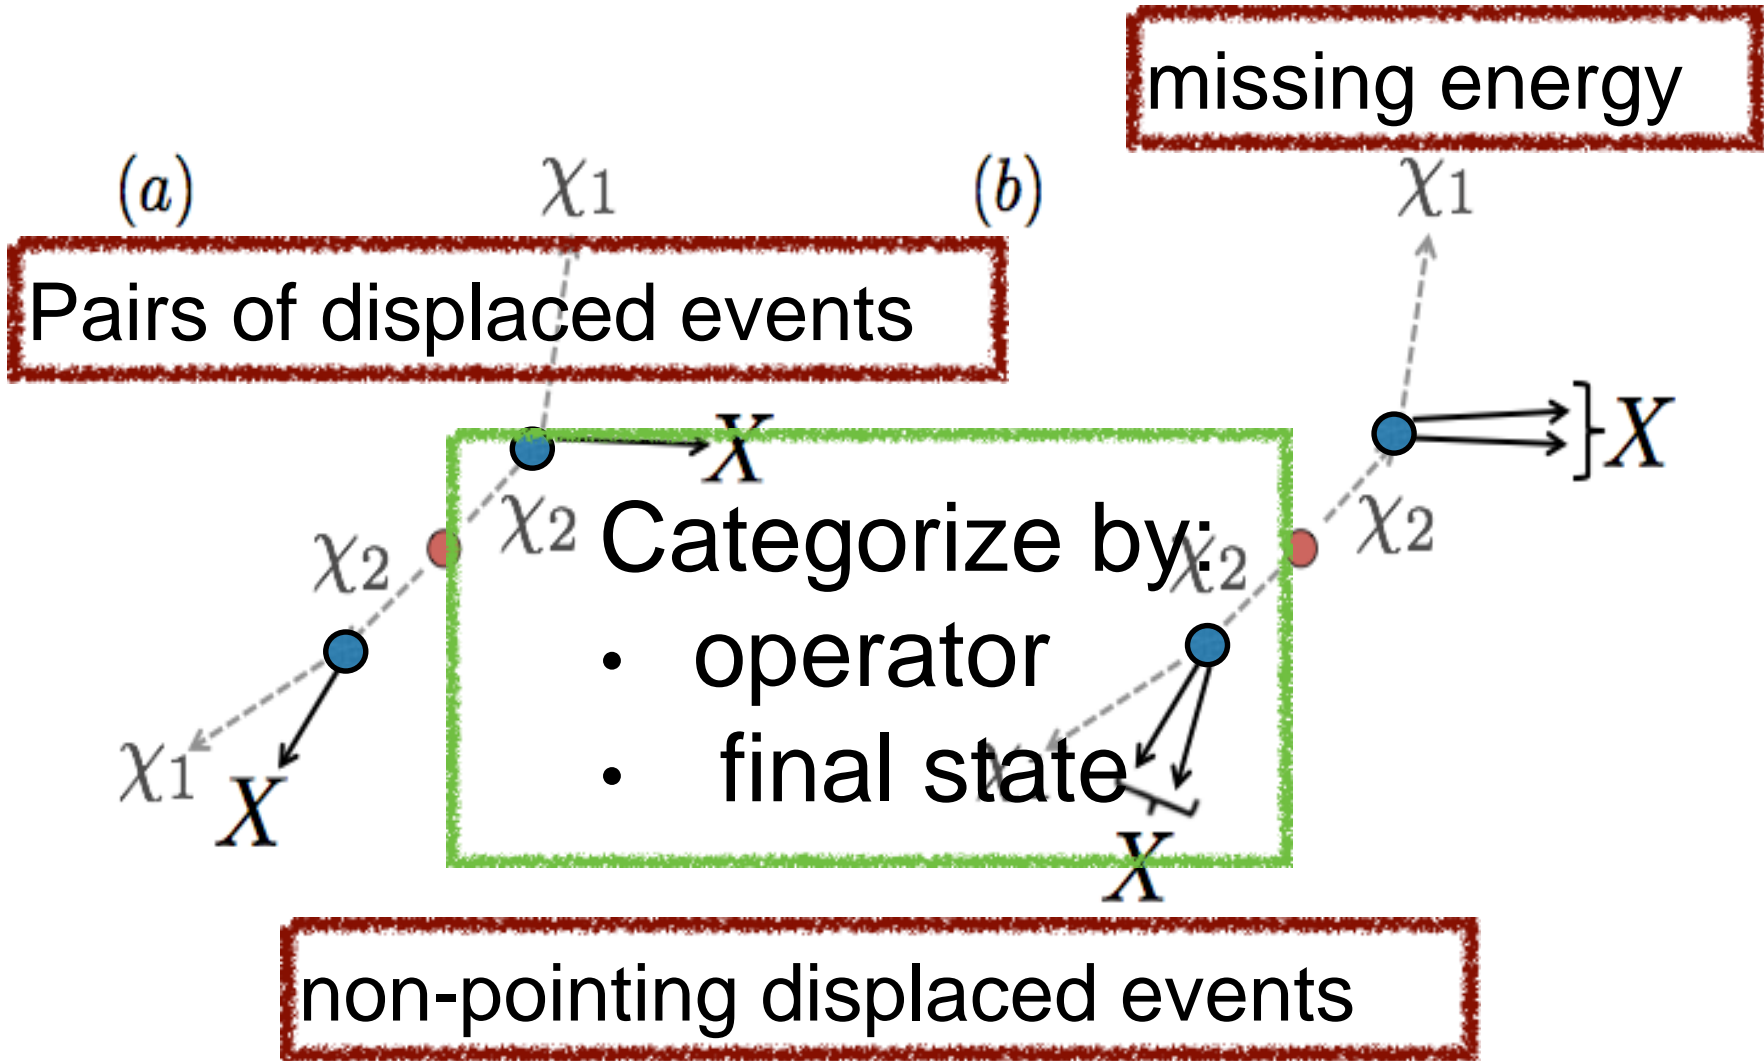 missing energy
(a)
χ1
(b)
χ1
Pairs of displaced events
X
X
χ2
Categorize by:
χ2
χ2
χ2
• operator
• final state
χ1
X
χ1
X
non-pointing displaced events